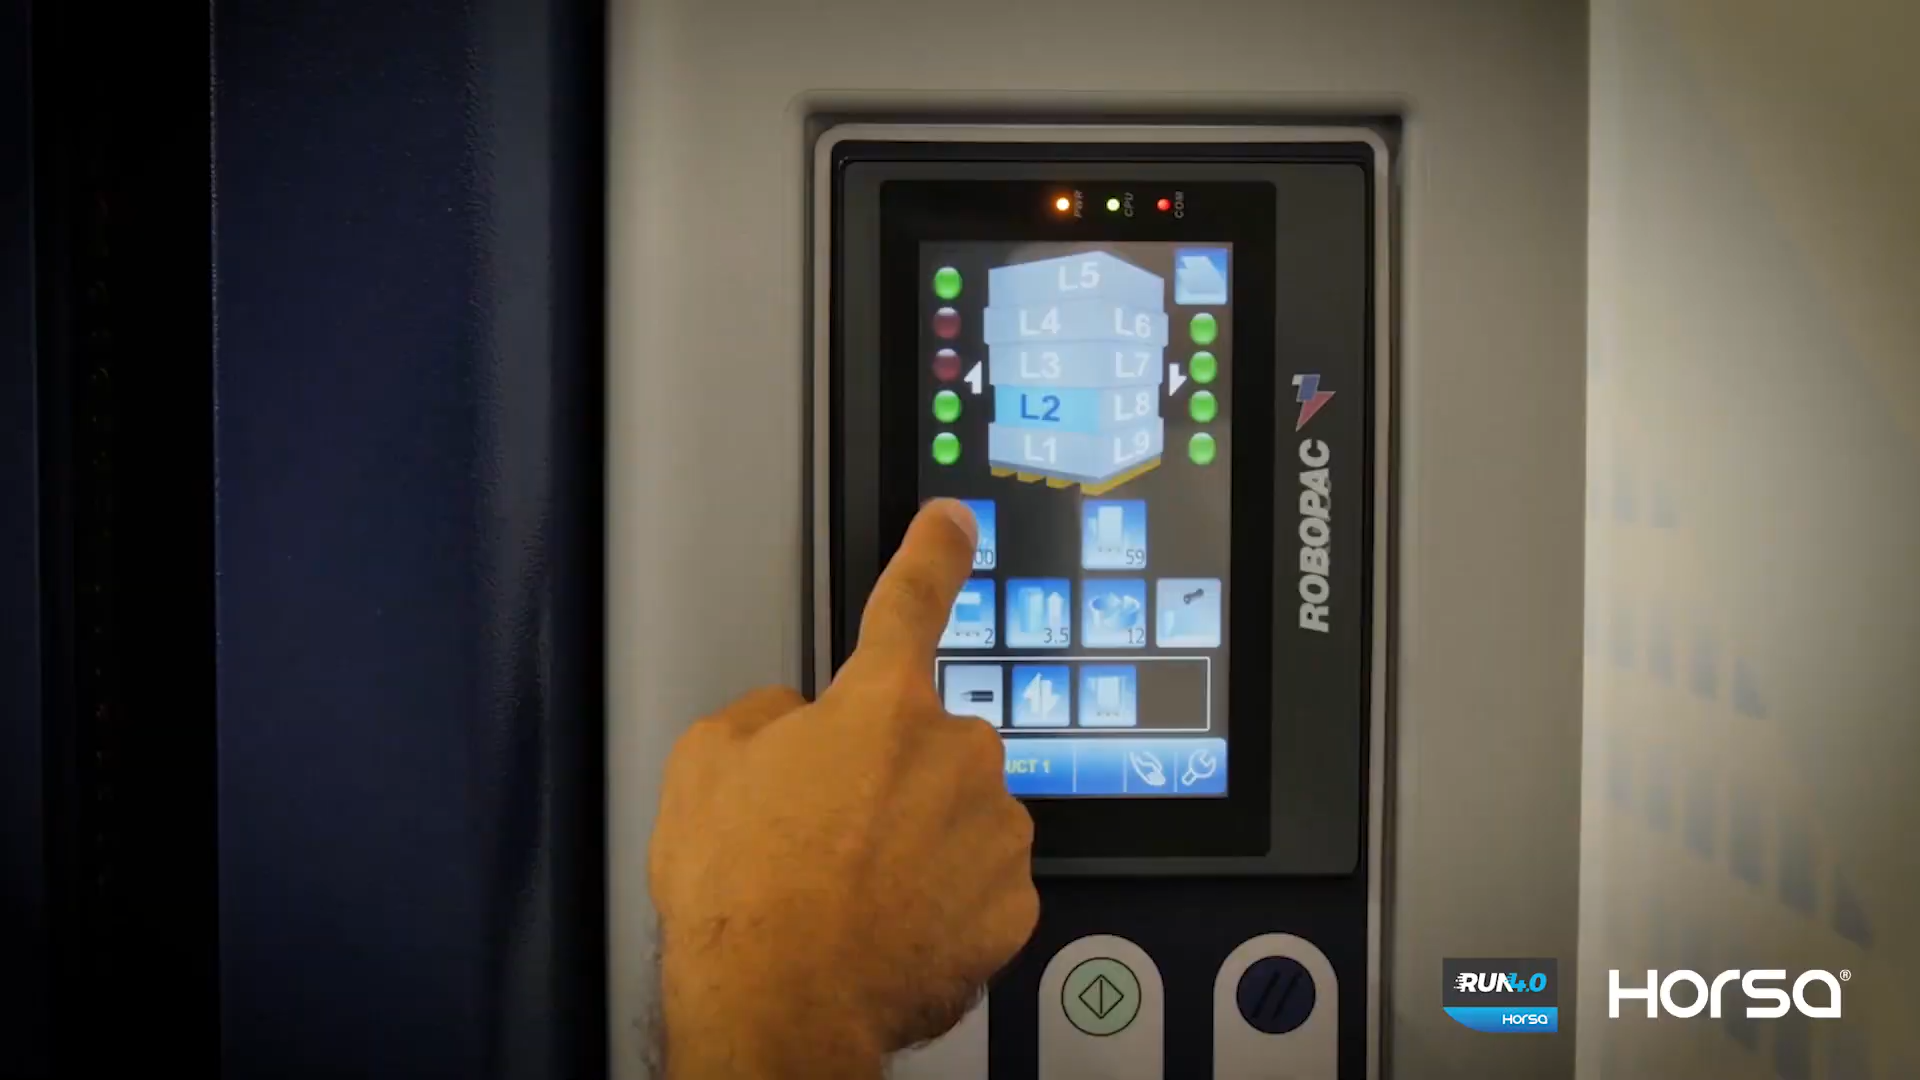 PWR
CPU
COM
L5
L4 L6
L3 L7
L2 L8
L1 L9
00 59
2 3.5 12
UCT 1
ROBOPAC
RUN4.0
HORSA
HORSA®